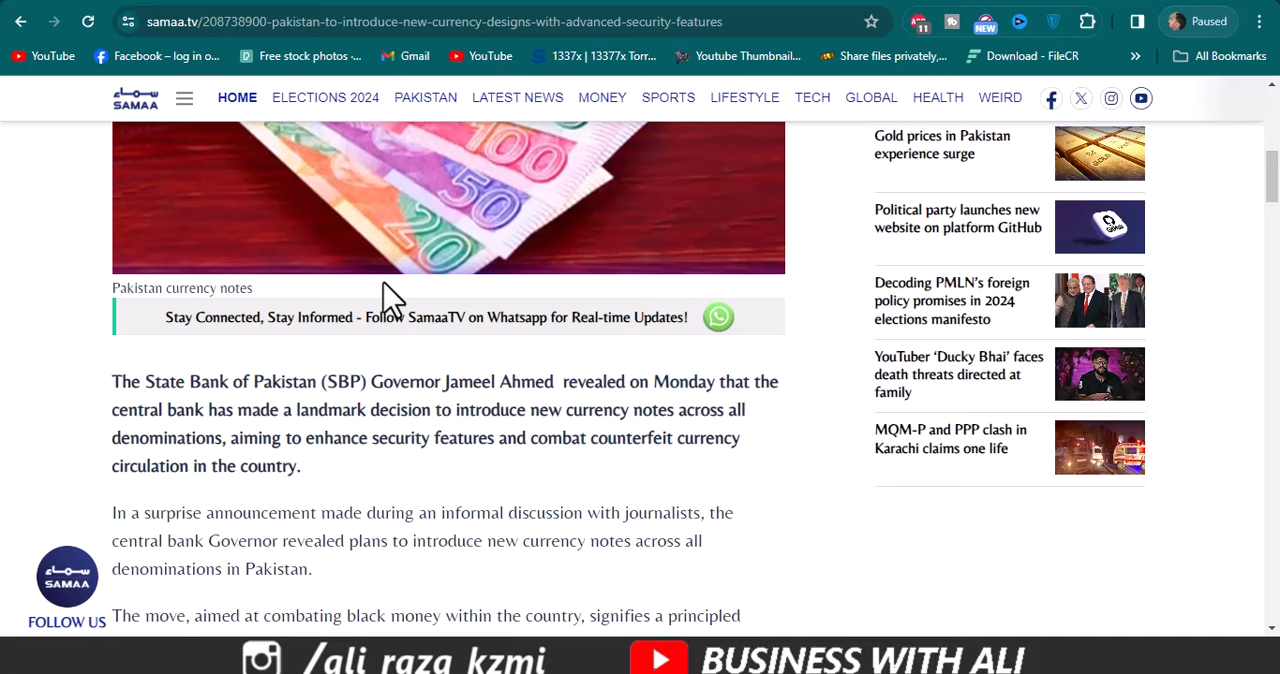 samaa.tv/208738900-pakistan-to-introduce-new-currency-designs-with-advanced-security-features
11
tb
NEW
Paused
YouTube
Facebook – log in o...
Free stock photos ·...
Gmail
YouTube
1337x | 13377x Torr...
Youtube Thumbnail...
Share files privately,...
Download - FileCR
All Bookmarks
SAMAA
HOME
ELECTIONS 2024
PAKISTAN
LATEST NEWS
MONEY
SPORTS
LIFESTYLE
TECH
GLOBAL
HEALTH
WEIRD
100
50
20
Pakistan currency notes
Stay Connected, Stay Informed - Follow SamaaTV on Whatsapp for Real-time Updates!
The State Bank of Pakistan (SBP) Governor Jameel Ahmed revealed on Monday that the
central bank has made a landmark decision to introduce new currency notes across all
denominations, aiming to enhance security features and combat counterfeit currency
circulation in the country.
In a surprise announcement made during an informal discussion with journalists, the
central bank Governor revealed plans to introduce new currency notes across all
denominations in Pakistan.
The move, aimed at combating black money within the country, signifies a principled
Gold prices in Pakistan
experience surge
Political party launches new
website on platform GitHub
Decoding PMLN's foreign
policy promises in 2024
elections manifesto
YouTuber ‘Ducky Bhai’ faces
death threats directed at
family
MQM-P and PPP clash in
Karachi claims one life
SAMAA
FOLLOW US
/ali_raza_kzmi
BUSINESS WITH ALI